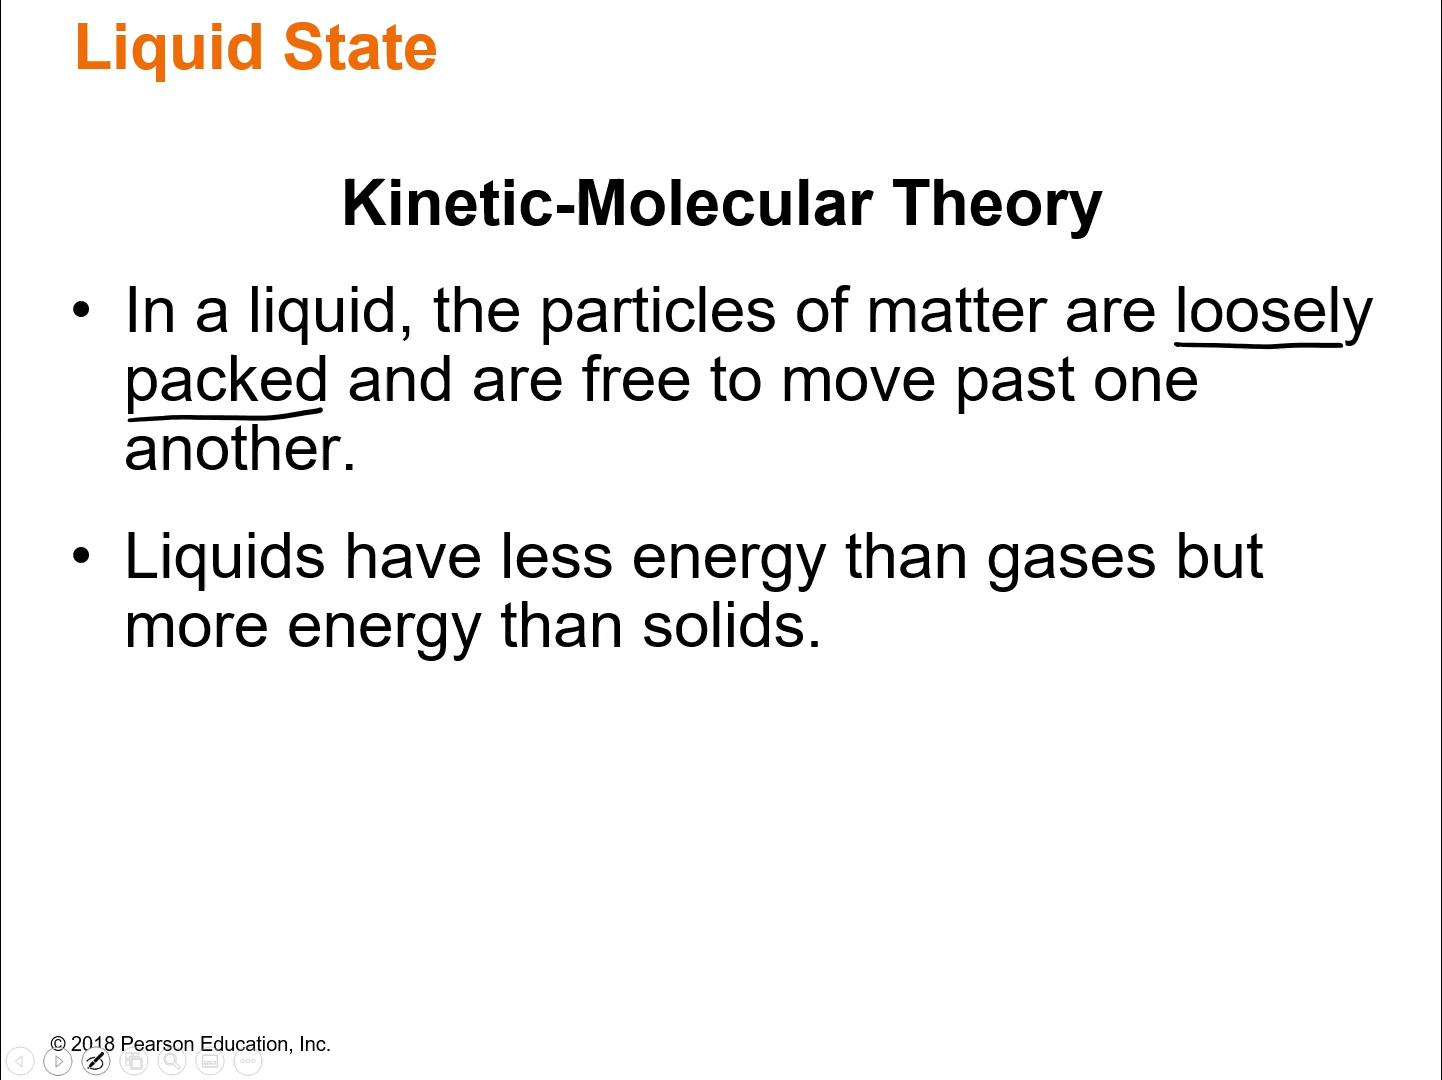 Liquid State
Kinetic-Molecular Theory
• In a liquid, the particles of matter are loosely
packed and are free to move past one
another.
• Liquids have less energy than gases but
more energy than solids.
© 2018 Pearson Education, Inc.